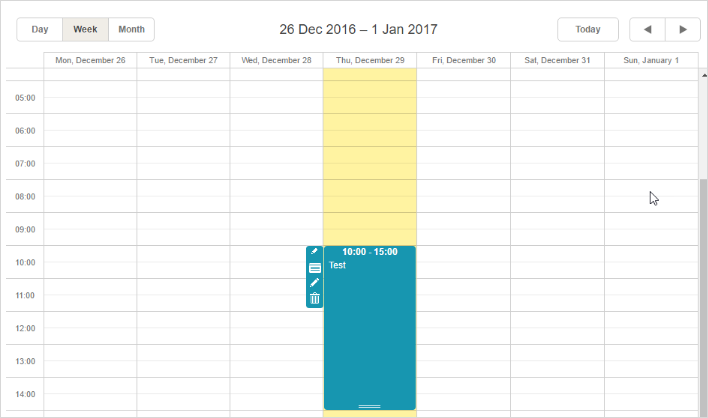 Day Week Month 26 Dec 2016 – 1 Jan 2017 Today
Mon, December 26 Tue, December 27 Wed, December 28 Thu, December 29 Fri, December 30 Sat, December 31 Sun, January 1
05:00
06:00
07:00
08:00
09:00
10:00 - 15:00
10:00
Test
11:00
12:00
13:00
14:00